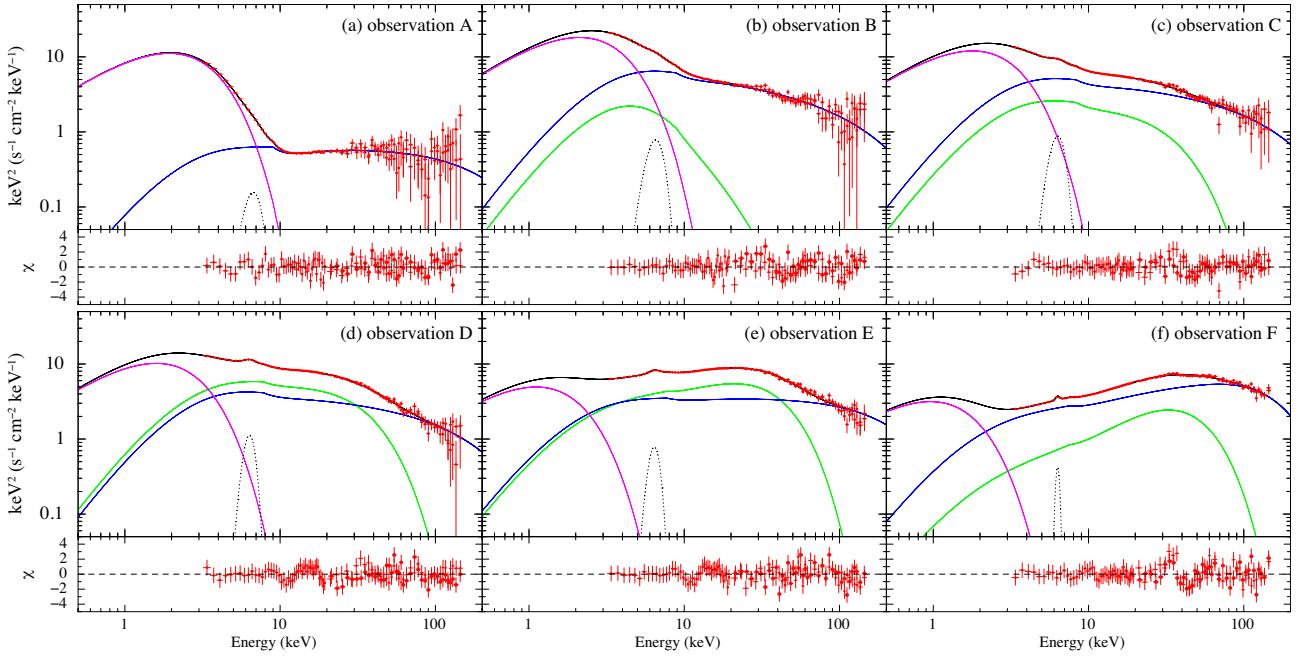 (a) observation A
(b) observation B
(c) observation C
keV² (s⁻¹ cm⁻² keV⁻¹)
10
1
0.1
χ
4
2
0
−2
−4
(d) observation D
(e) observation E
(f) observation F
keV² (s⁻¹ cm⁻² keV⁻¹)
10
1
0.1
χ
4
2
0
−2
−4
1 10 100 1 10 100 1 10 100
Energy (keV) Energy (keV) Energy (keV)